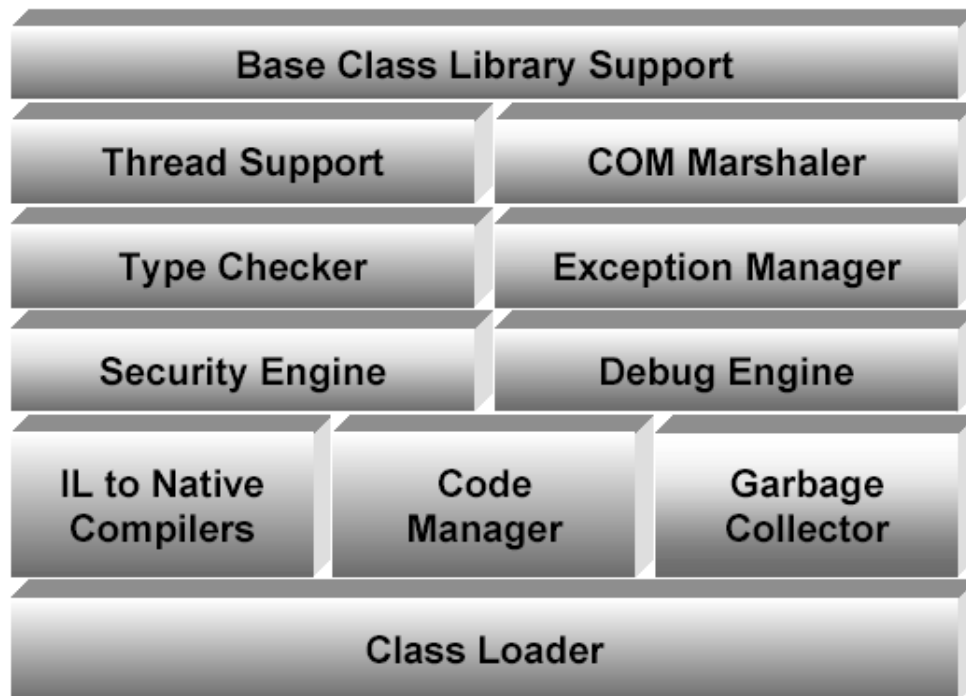 Base Class Library Support
Thread Support
COM Marshaler
Type Checker
Exception Manager
Security Engine
Debug Engine
IL to Native
Compilers
Code
Manager
Garbage
Collector
Class Loader